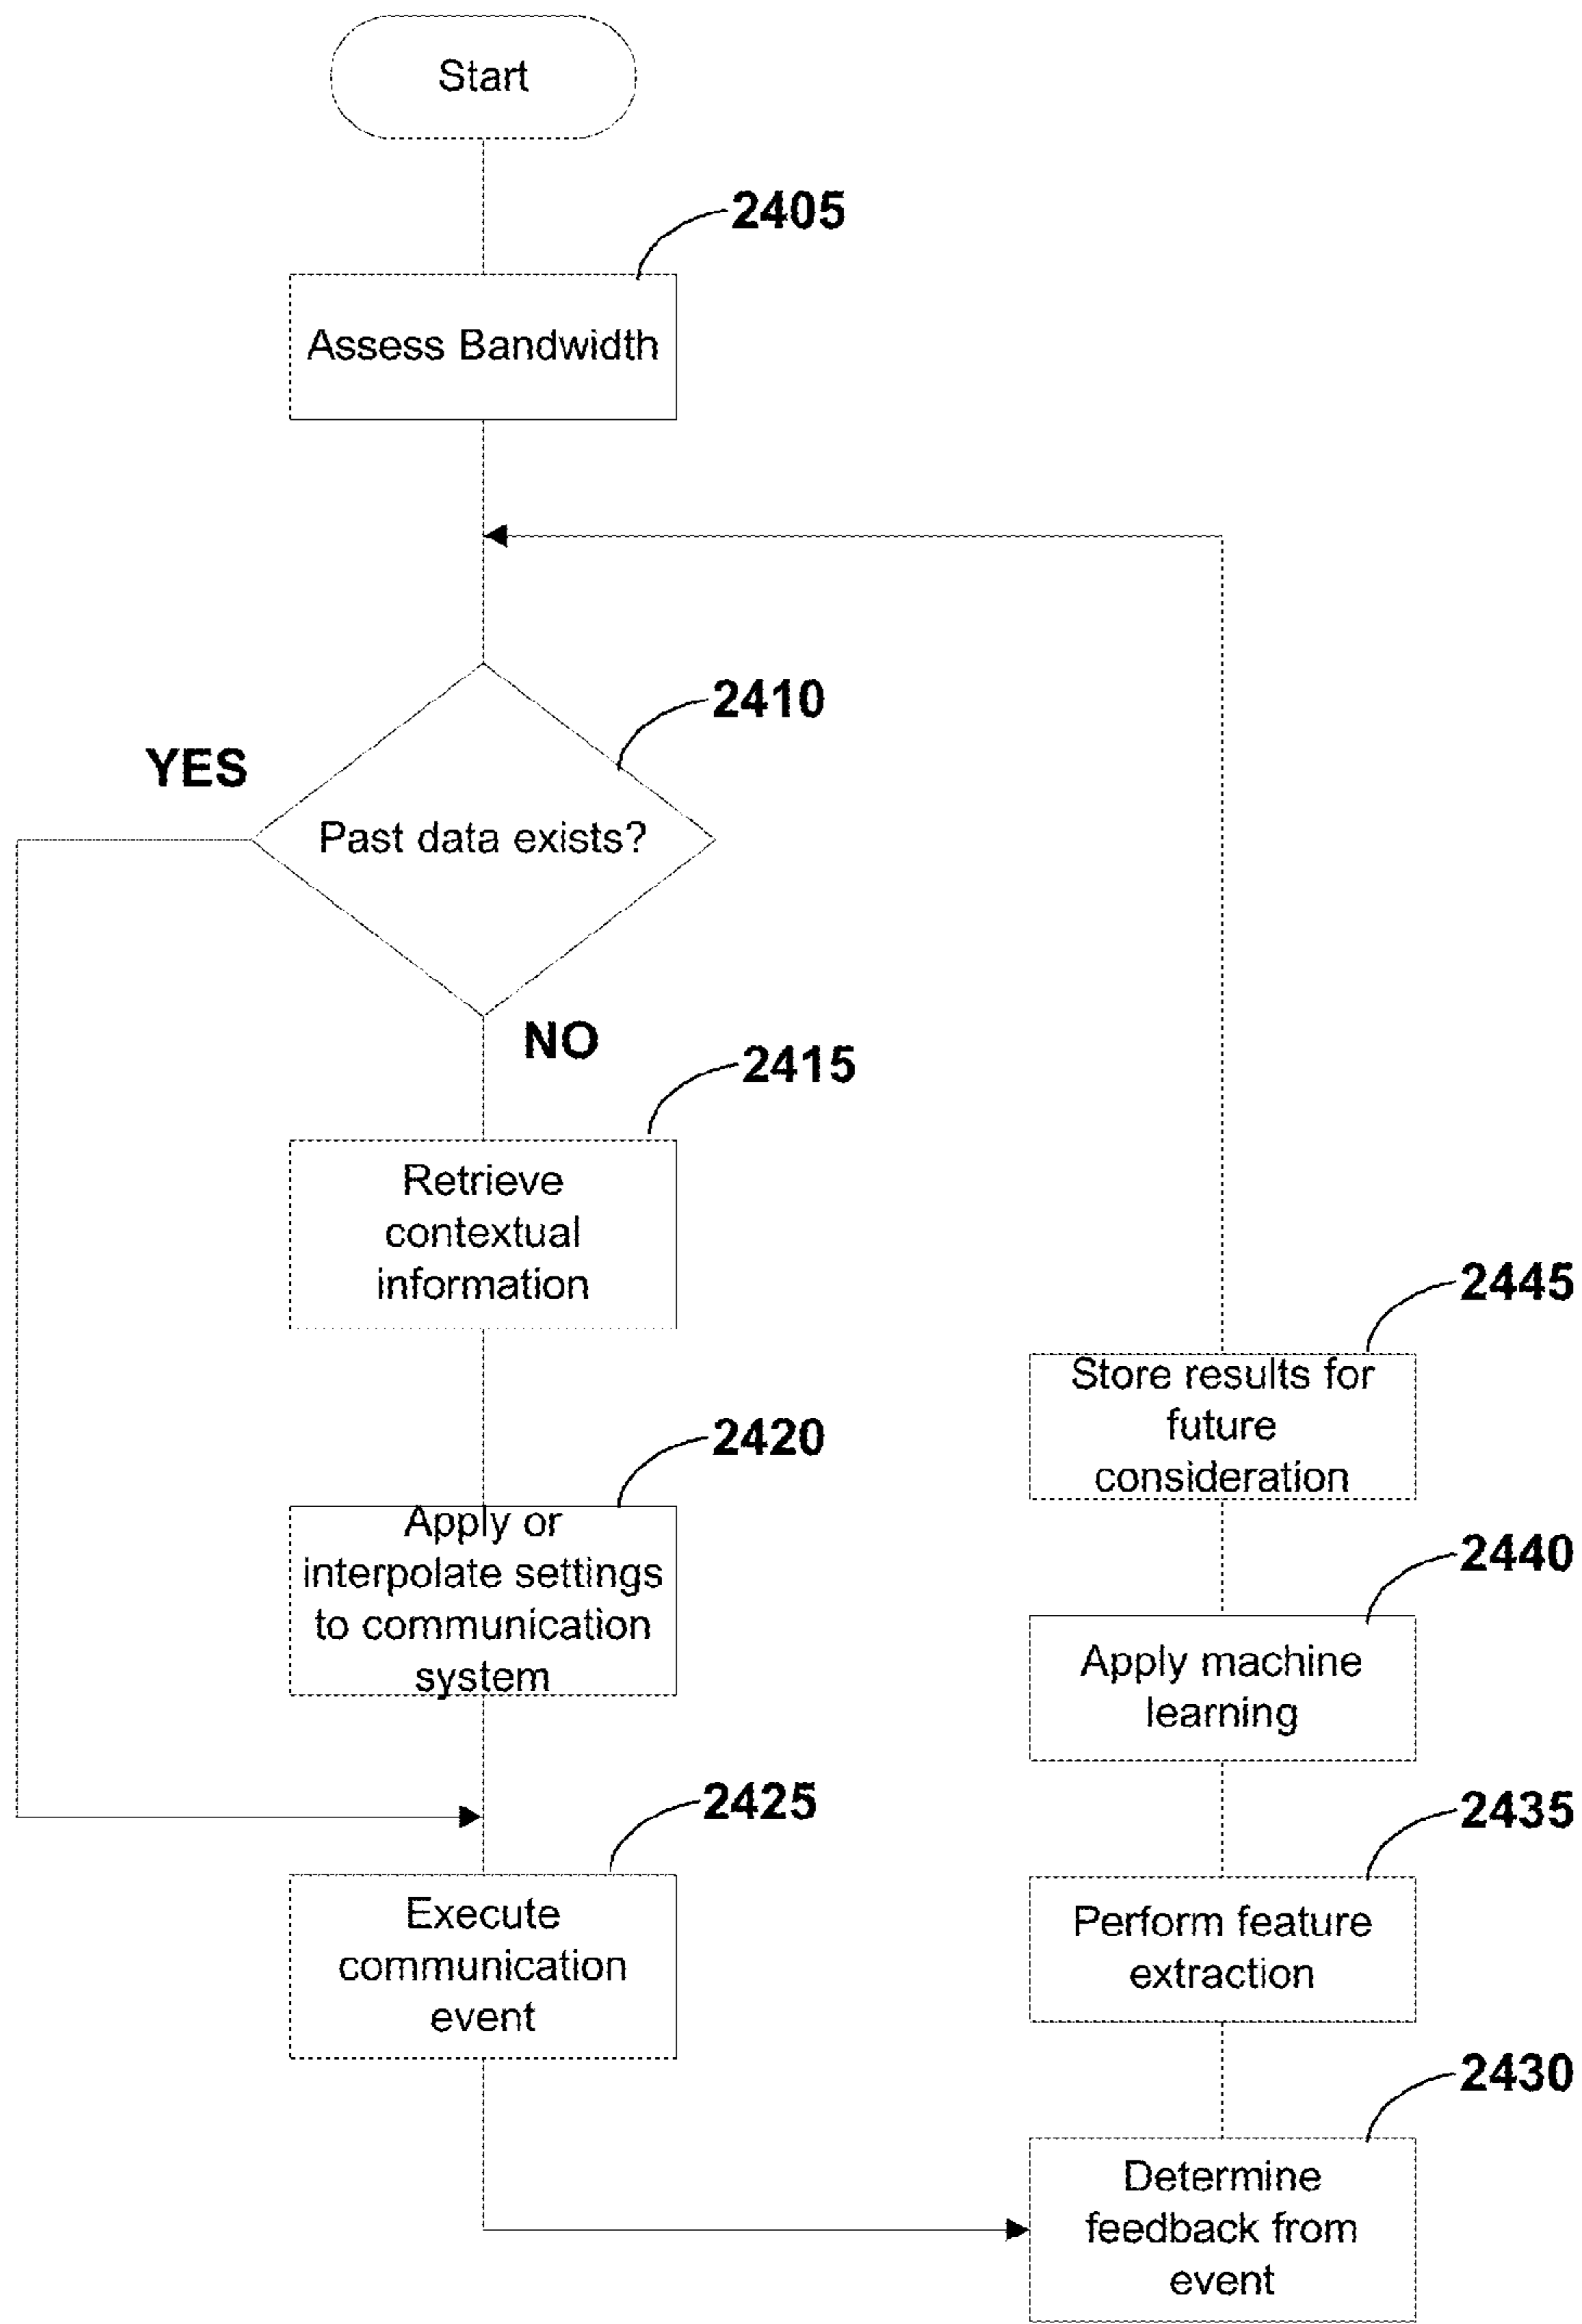 Start
2405
Assess Bandwidth
2410
YES
Past data exists?
NO
2415
Retrieve
contextual
information
2420
Apply or
interpolate settings
to communication
system
2425
Execute
communication
event
2445
Store results for
future
consideration
2440
Apply machine
learning
2435
Perform feature
extraction
2430
Determine
feedback from
event